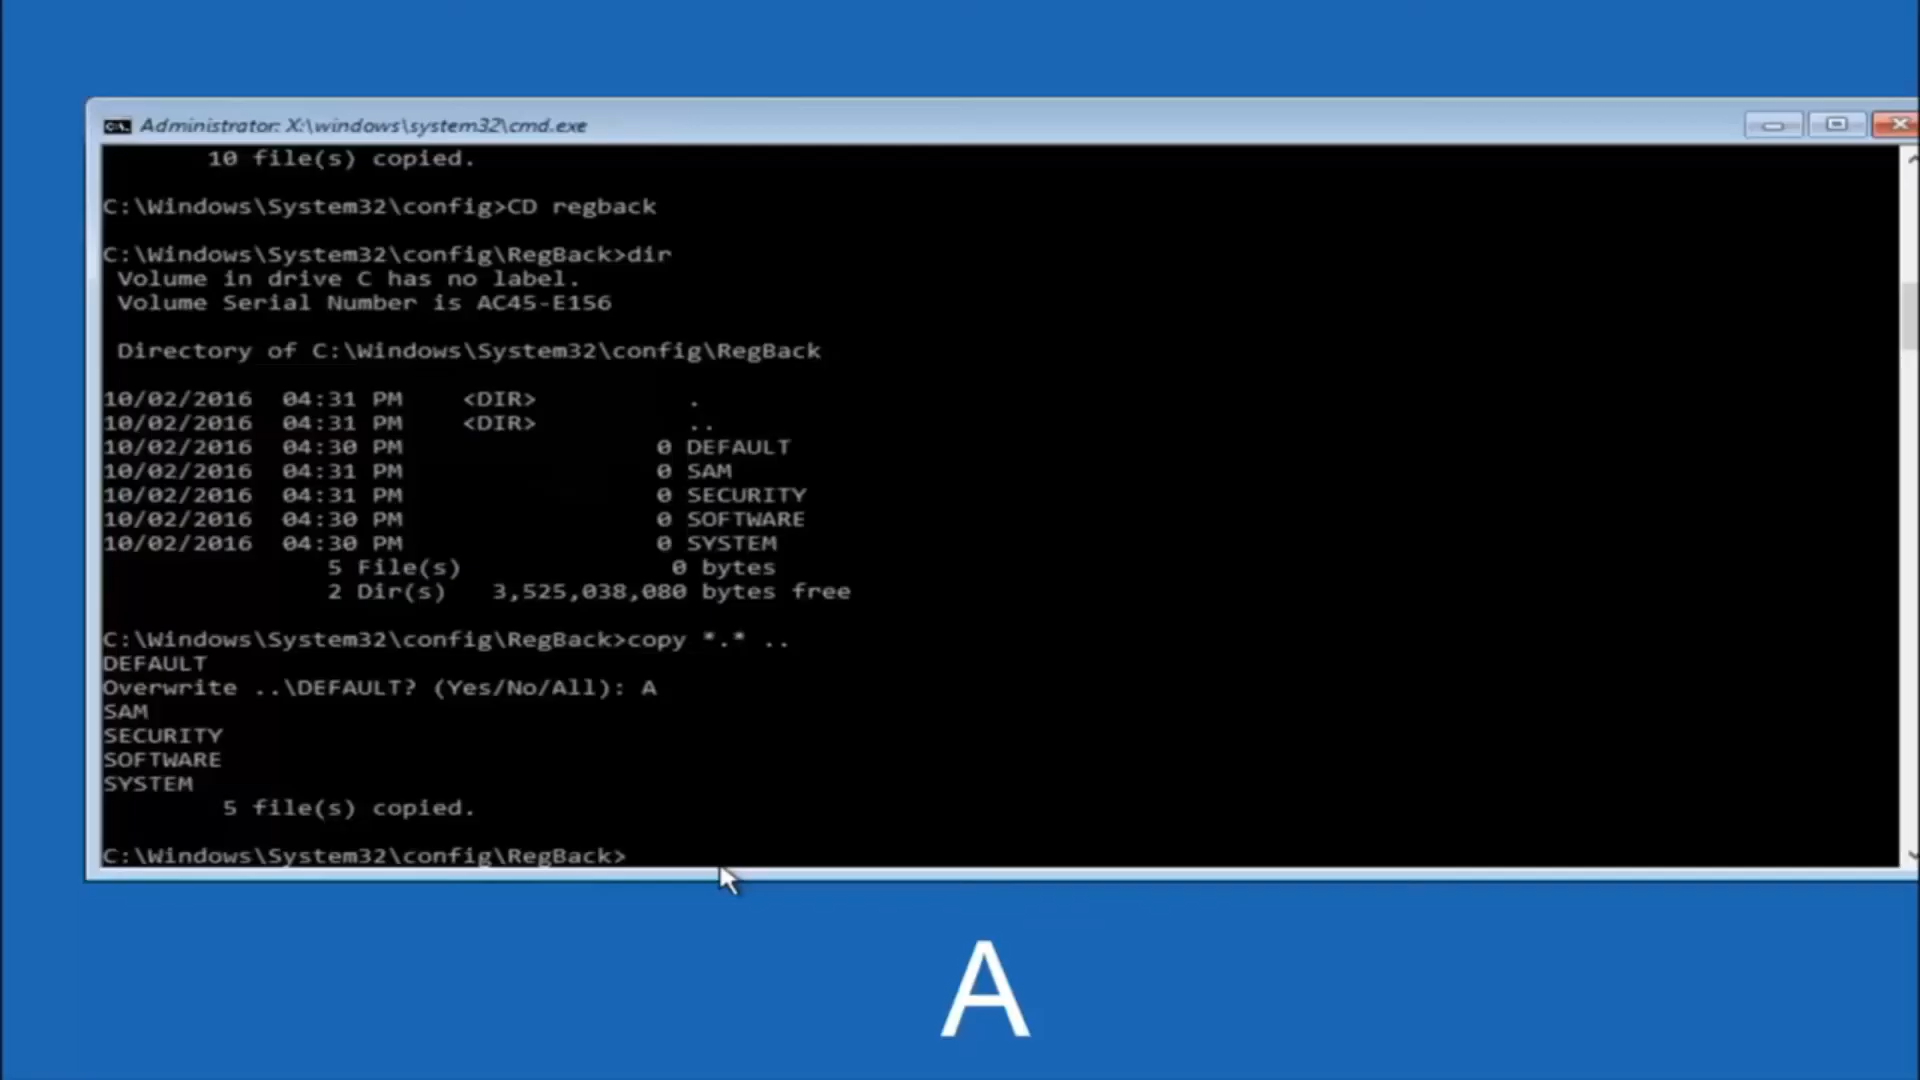 Administrator: X:\windows\system32\cmd.exe
10 file(s) copied.
C:\Windows\System32\config>CD regback
C:\Windows\System32\config\RegBack>dir
Volume in drive C has no label.
Volume Serial Number is AC45-E156
Directory of C:\Windows\System32\config\RegBack
10/02/2016 04:31 PM <DIR> .
10/02/2016 04:31 PM <DIR> ..
10/02/2016 04:30 PM 0 DEFAULT
10/02/2016 04:31 PM 0 SAM
10/02/2016 04:31 PM 0 SECURITY
10/02/2016 04:30 PM 0 SOFTWARE
10/02/2016 04:30 PM 0 SYSTEM
5 File(s) 0 bytes
2 Dir(s) 3,525,038,080 bytes free
C:\Windows\System32\config\RegBack>copy *.* ..
DEFAULT
Overwrite ..\DEFAULT? (Yes/No/All): A
SAM
SECURITY
SOFTWARE
SYSTEM
5 file(s) copied.
C:\Windows\System32\config\RegBack>
A